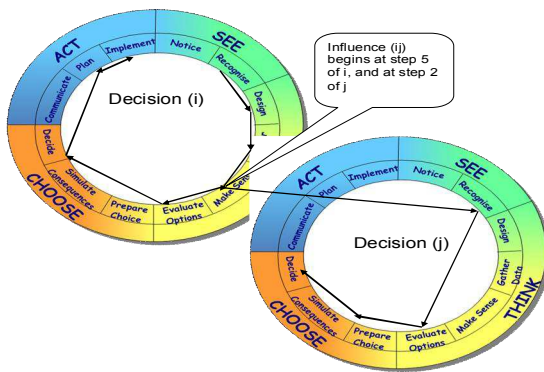 ACT
SEE
Communicate
Plan
Implement
Notice
Recognise
Design
Decide
Simulate
Consequences
Prepare
Choice
Evaluate
Options
Make Sense
CHOOSE
Decision (i)
Influence (ij)
begins at step 5
of i, and at step 2
of j
ACT
SEE
Communicate
Plan
Implement
Notice
Recognise
Design
Gather
Data
THINK
Make Sense
Evaluate
Options
Prepare
Choice
Simulate
Consequences
Decide
CHOOSE
Decision (j)